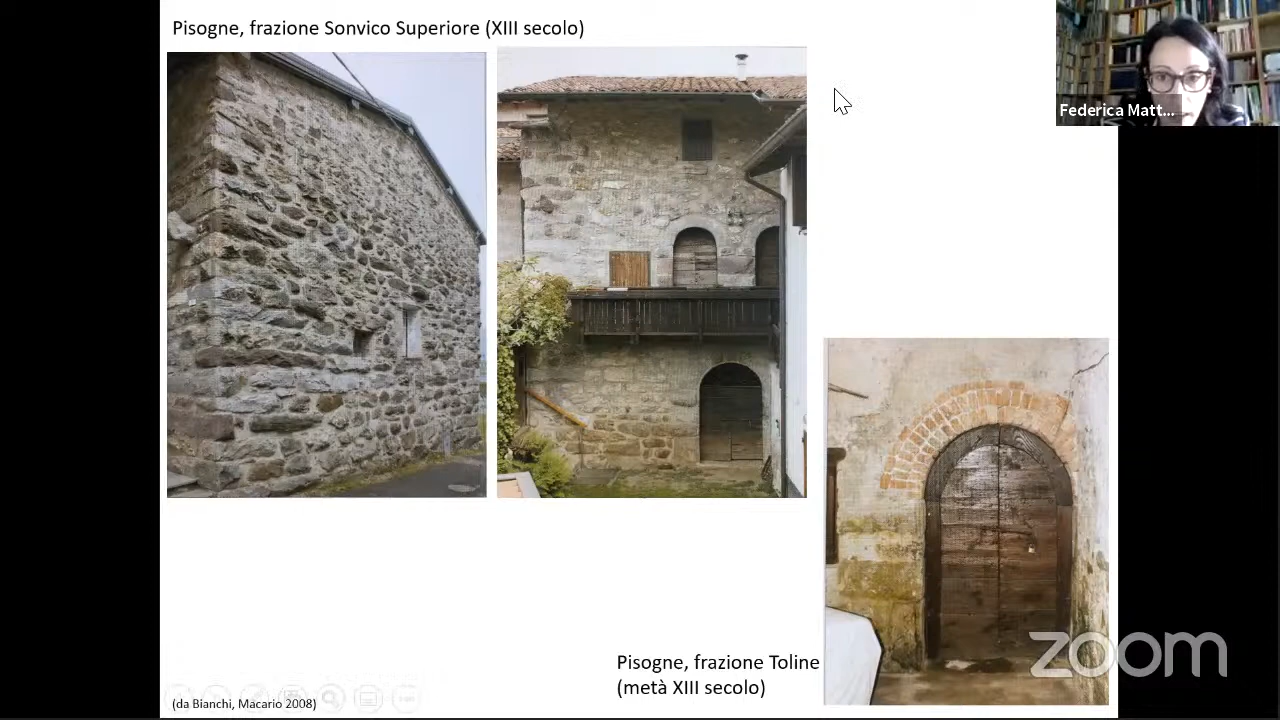 Pisogne, frazione Sonvico Superiore (XIII secolo)
Federica Matt...
Pisogne, frazione Toline
(metà XIII secolo)
zoom
(da Bianchi, Macario 2008)